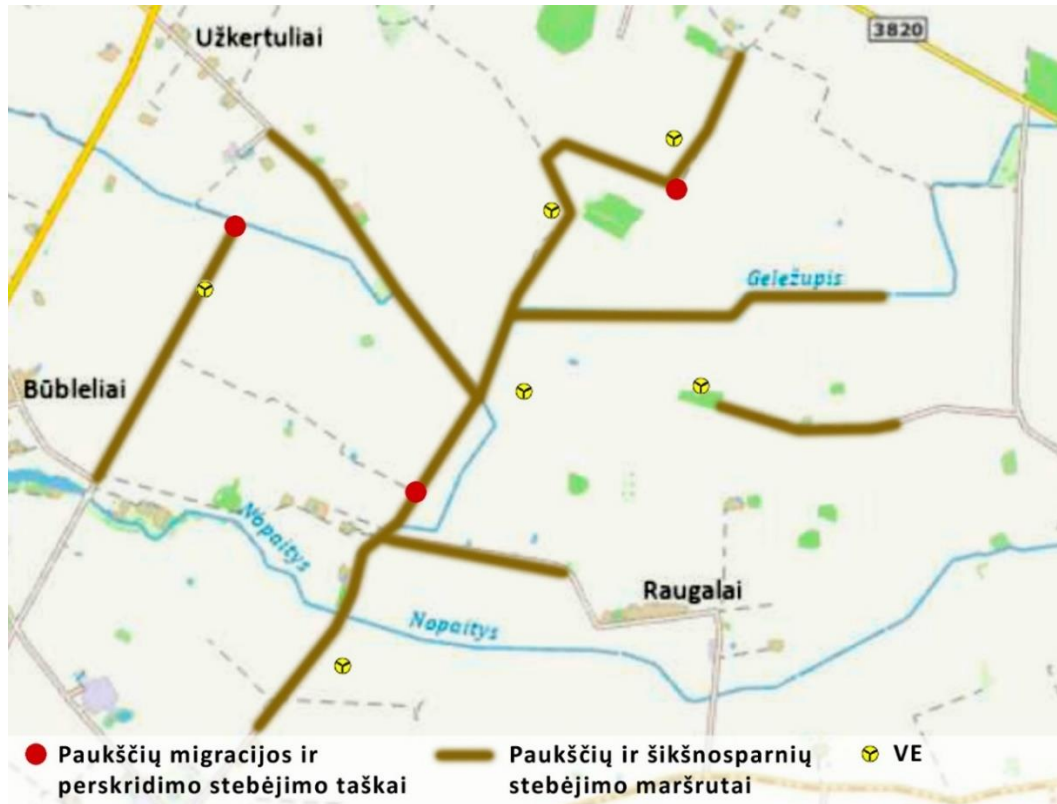 Užkertuliai
3820
Geležupis
Būbleliai
Nopaitys
Raugalai
Nopaitys
Paukščių migracijos ir
perskridimo stebėjimo taškai
Paukščių ir šikšnosparnių
stebėjimo maršrutai
VE